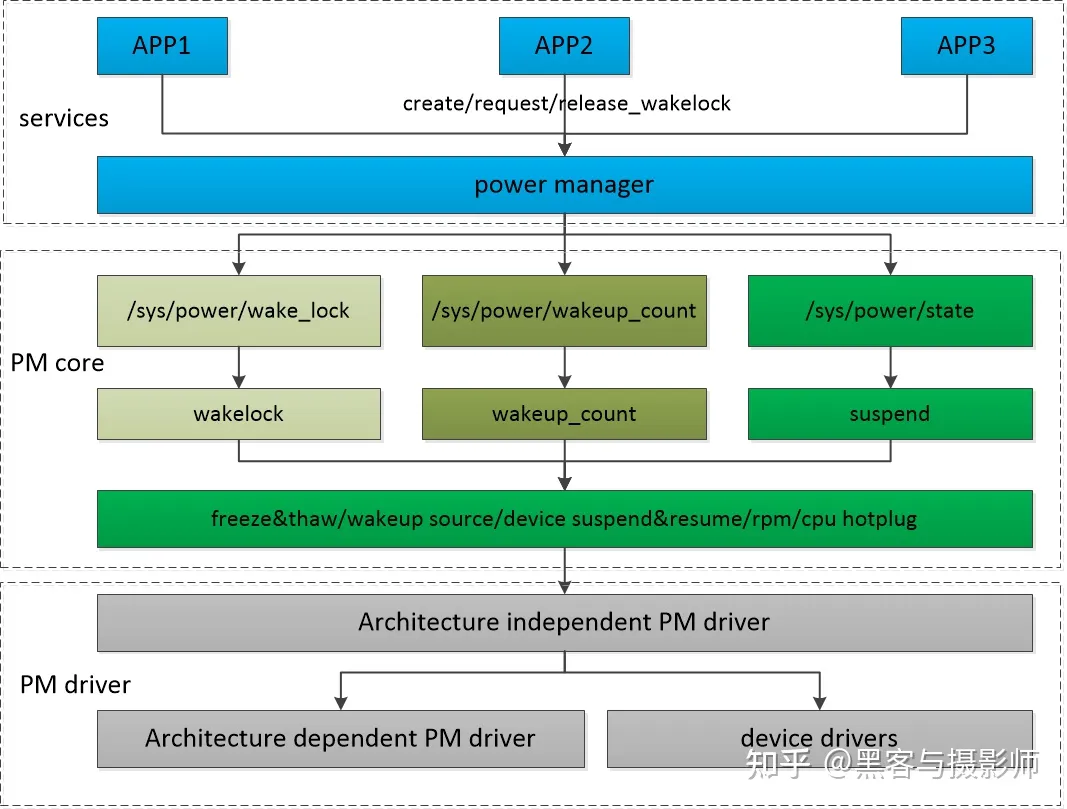 APP1
APP2
APP3
create/request/release_wakelock
services
power manager
/sys/power/wake_lock
/sys/power/wakeup_count
/sys/power/state
PM core
wakelock
wakeup_count
suspend
freeze&thaw/wakeup source/device suspend&resume/rpm/cpu hotplug
Architecture independent PM driver
PM driver
Architecture dependent PM driver
device drivers
知乎 @黑客与摄影师